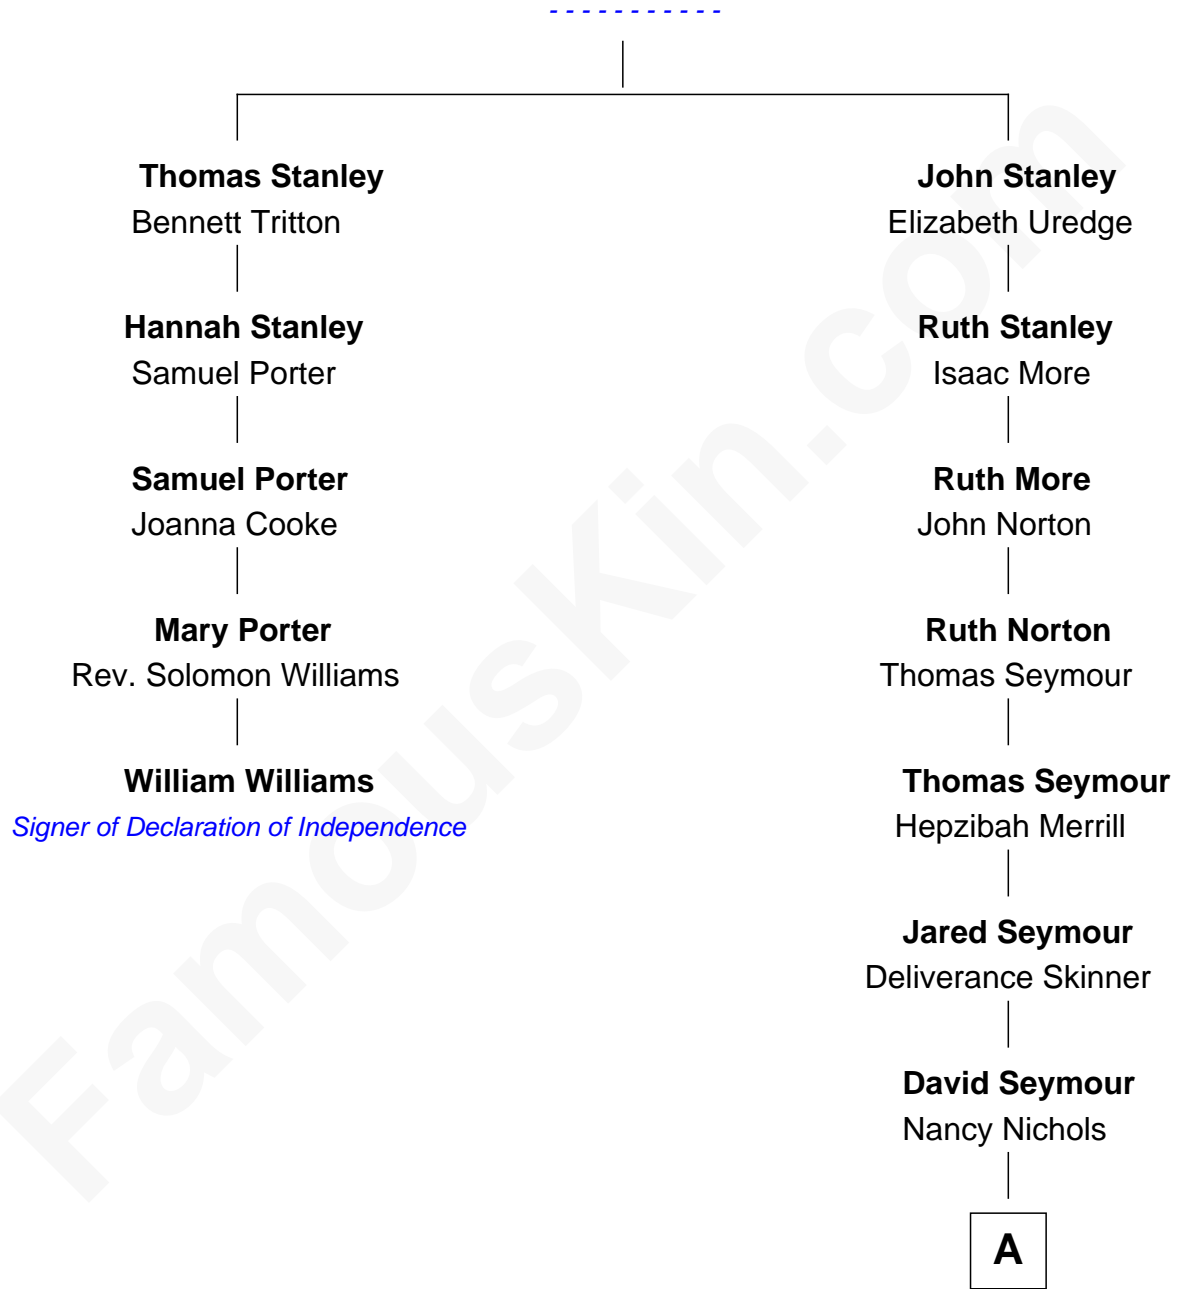 - - - - - - - - - - -
Thomas Stanley
Bennett Tritton
Hannah Stanley
Samuel Porter
Samuel Porter
Joanna Cooke
Mary Porter
Rev. Solomon Williams
William Williams
Signer of Declaration of Independence
John Stanley
Elizabeth Uredge
Ruth Stanley
Isaac More
Ruth More
John Norton
Ruth Norton
Thomas Seymour
Thomas Seymour
Hepzibah Merrill
Jared Seymour
Deliverance Skinner
David Seymour
Nancy Nichols
A
FamousKin.com